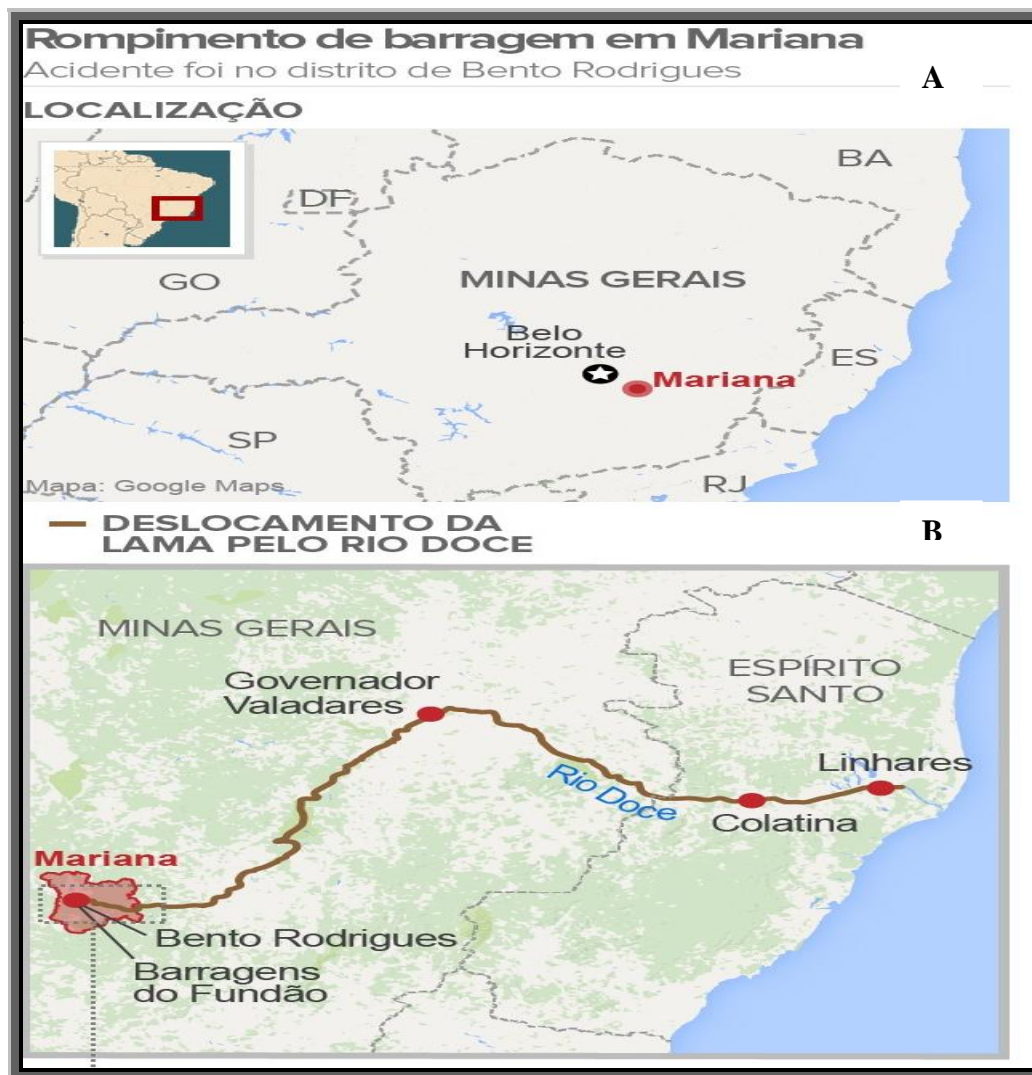 Rompimento de barragem em Mariana
Acidente foi no distrito de Bento Rodrigues
A
LOCALIZAÇÃO
BA
DF
GO
MINAS GERAIS
Belo
Horizonte
ES
Mariana
SP
RJ
Mapa: Google Maps
DESLOCAMENTO DA
LAMA PELO RIO DOCE
B
MINAS GERAIS
Governador
Valadares
ESPÍRITO
SANTO
Linhares
Rio Doce
Colatina
Mariana
Bento Rodrigues
Barragens
do Fundão